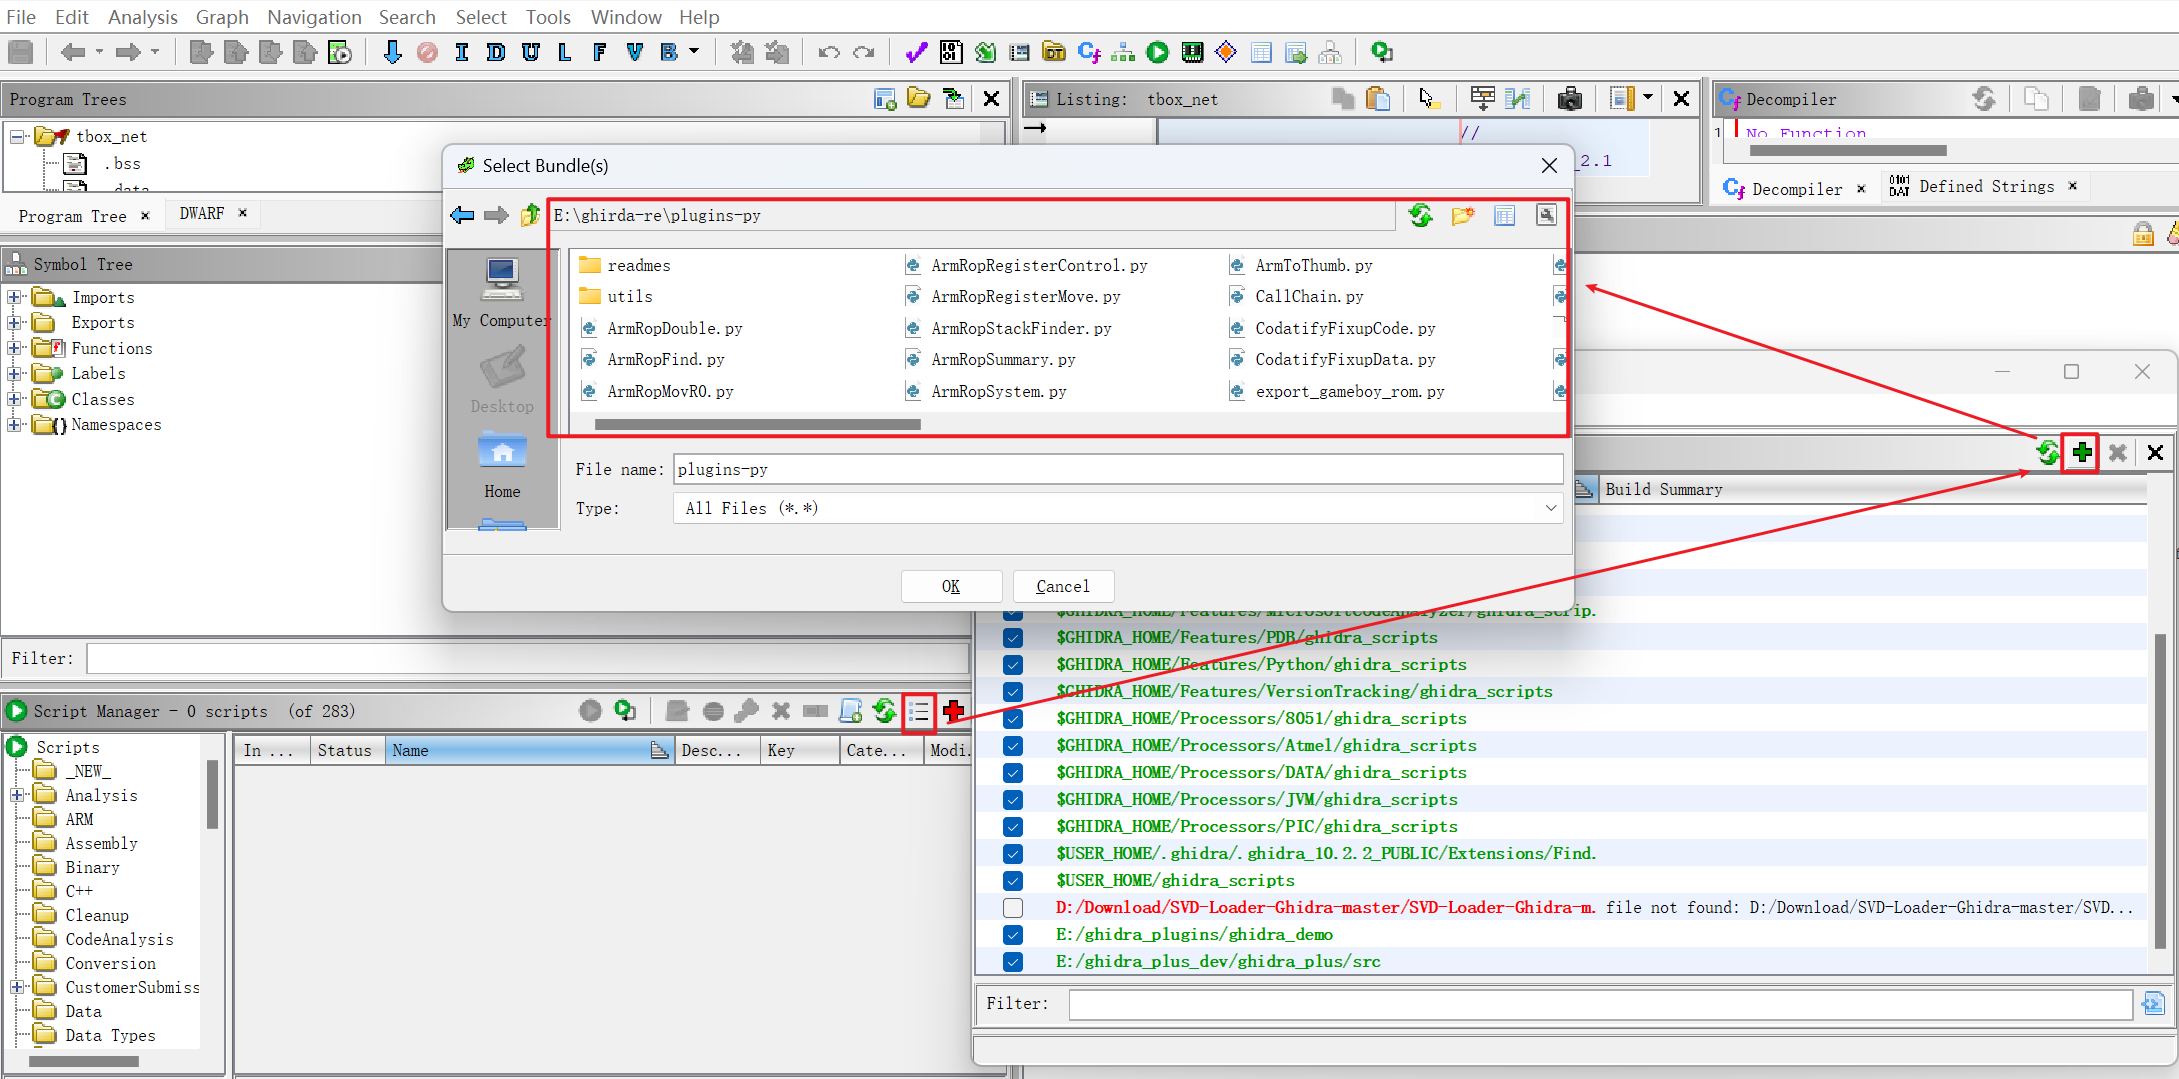 File Edit Analysis Graph Navigation Search Select Tools Window Help
I D U L F V B
Program Trees
tbox_net
.bss
.data
Program Tree
DWARF
Listing: tbox_net
//
2.1
Decompiler
1 No Function
Decompiler
Defined Strings
Symbol Tree
Imports
Exports
Functions
Labels
Classes
Namespaces
Filter:
Select Bundle(s)
E:\ghirda-re\plugins-py
My Computer
Desktop
Home
readmes
utils
ArmRopDouble.py
ArmRopFind.py
ArmRopMovR0.py
ArmRopRegisterControl.py
ArmRopRegisterMove.py
ArmRopStackFinder.py
ArmRopSummary.py
ArmRopSystem.py
ArmToThumb.py
CallChain.py
CodatifyFixupCode.py
CodatifyFixupData.py
export_gameboy_rom.py
File name: plugins-py
Type: All Files (*.*)
OK
Cancel
Build Summary
$GHIDRA_HOME/Features/MicrosoftCodeAnalyzer/ghidra_scrip.
$GHIDRA_HOME/Features/PDB/ghidra_scripts
$GHIDRA_HOME/Features/Python/ghidra_scripts
$GHIDRA_HOME/Features/VersionTracking/ghidra_scripts
$GHIDRA_HOME/Processors/8051/ghidra_scripts
$GHIDRA_HOME/Processors/Atmel/ghidra_scripts
$GHIDRA_HOME/Processors/DATA/ghidra_scripts
$GHIDRA_HOME/Processors/JVM/ghidra_scripts
$GHIDRA_HOME/Processors/PIC/ghidra_scripts
$USER_HOME/.ghidra/.ghidra_10.2.2_PUBLIC/Extensions/Find.
$USER_HOME/ghidra_scripts
D:/Download/SVD-Loader-Ghidra-master/SVD-Loader-Ghidra-m. file not found: D:/Download/SVD-Loader-Ghidra-master/SVD...
E:/ghidra_plugins/ghidra_demo
E:/ghidra_plus_dev/ghidra_plus/src
Filter:
Script Manager - 0 scripts (of 283)
In ... Status Name Desc... Key Cate... Modi.
Scripts
_NEW_
Analysis
ARM
Assembly
Binary
C++
Cleanup
CodeAnalysis
Conversion
CustomerSubmiss
Data
Data Types